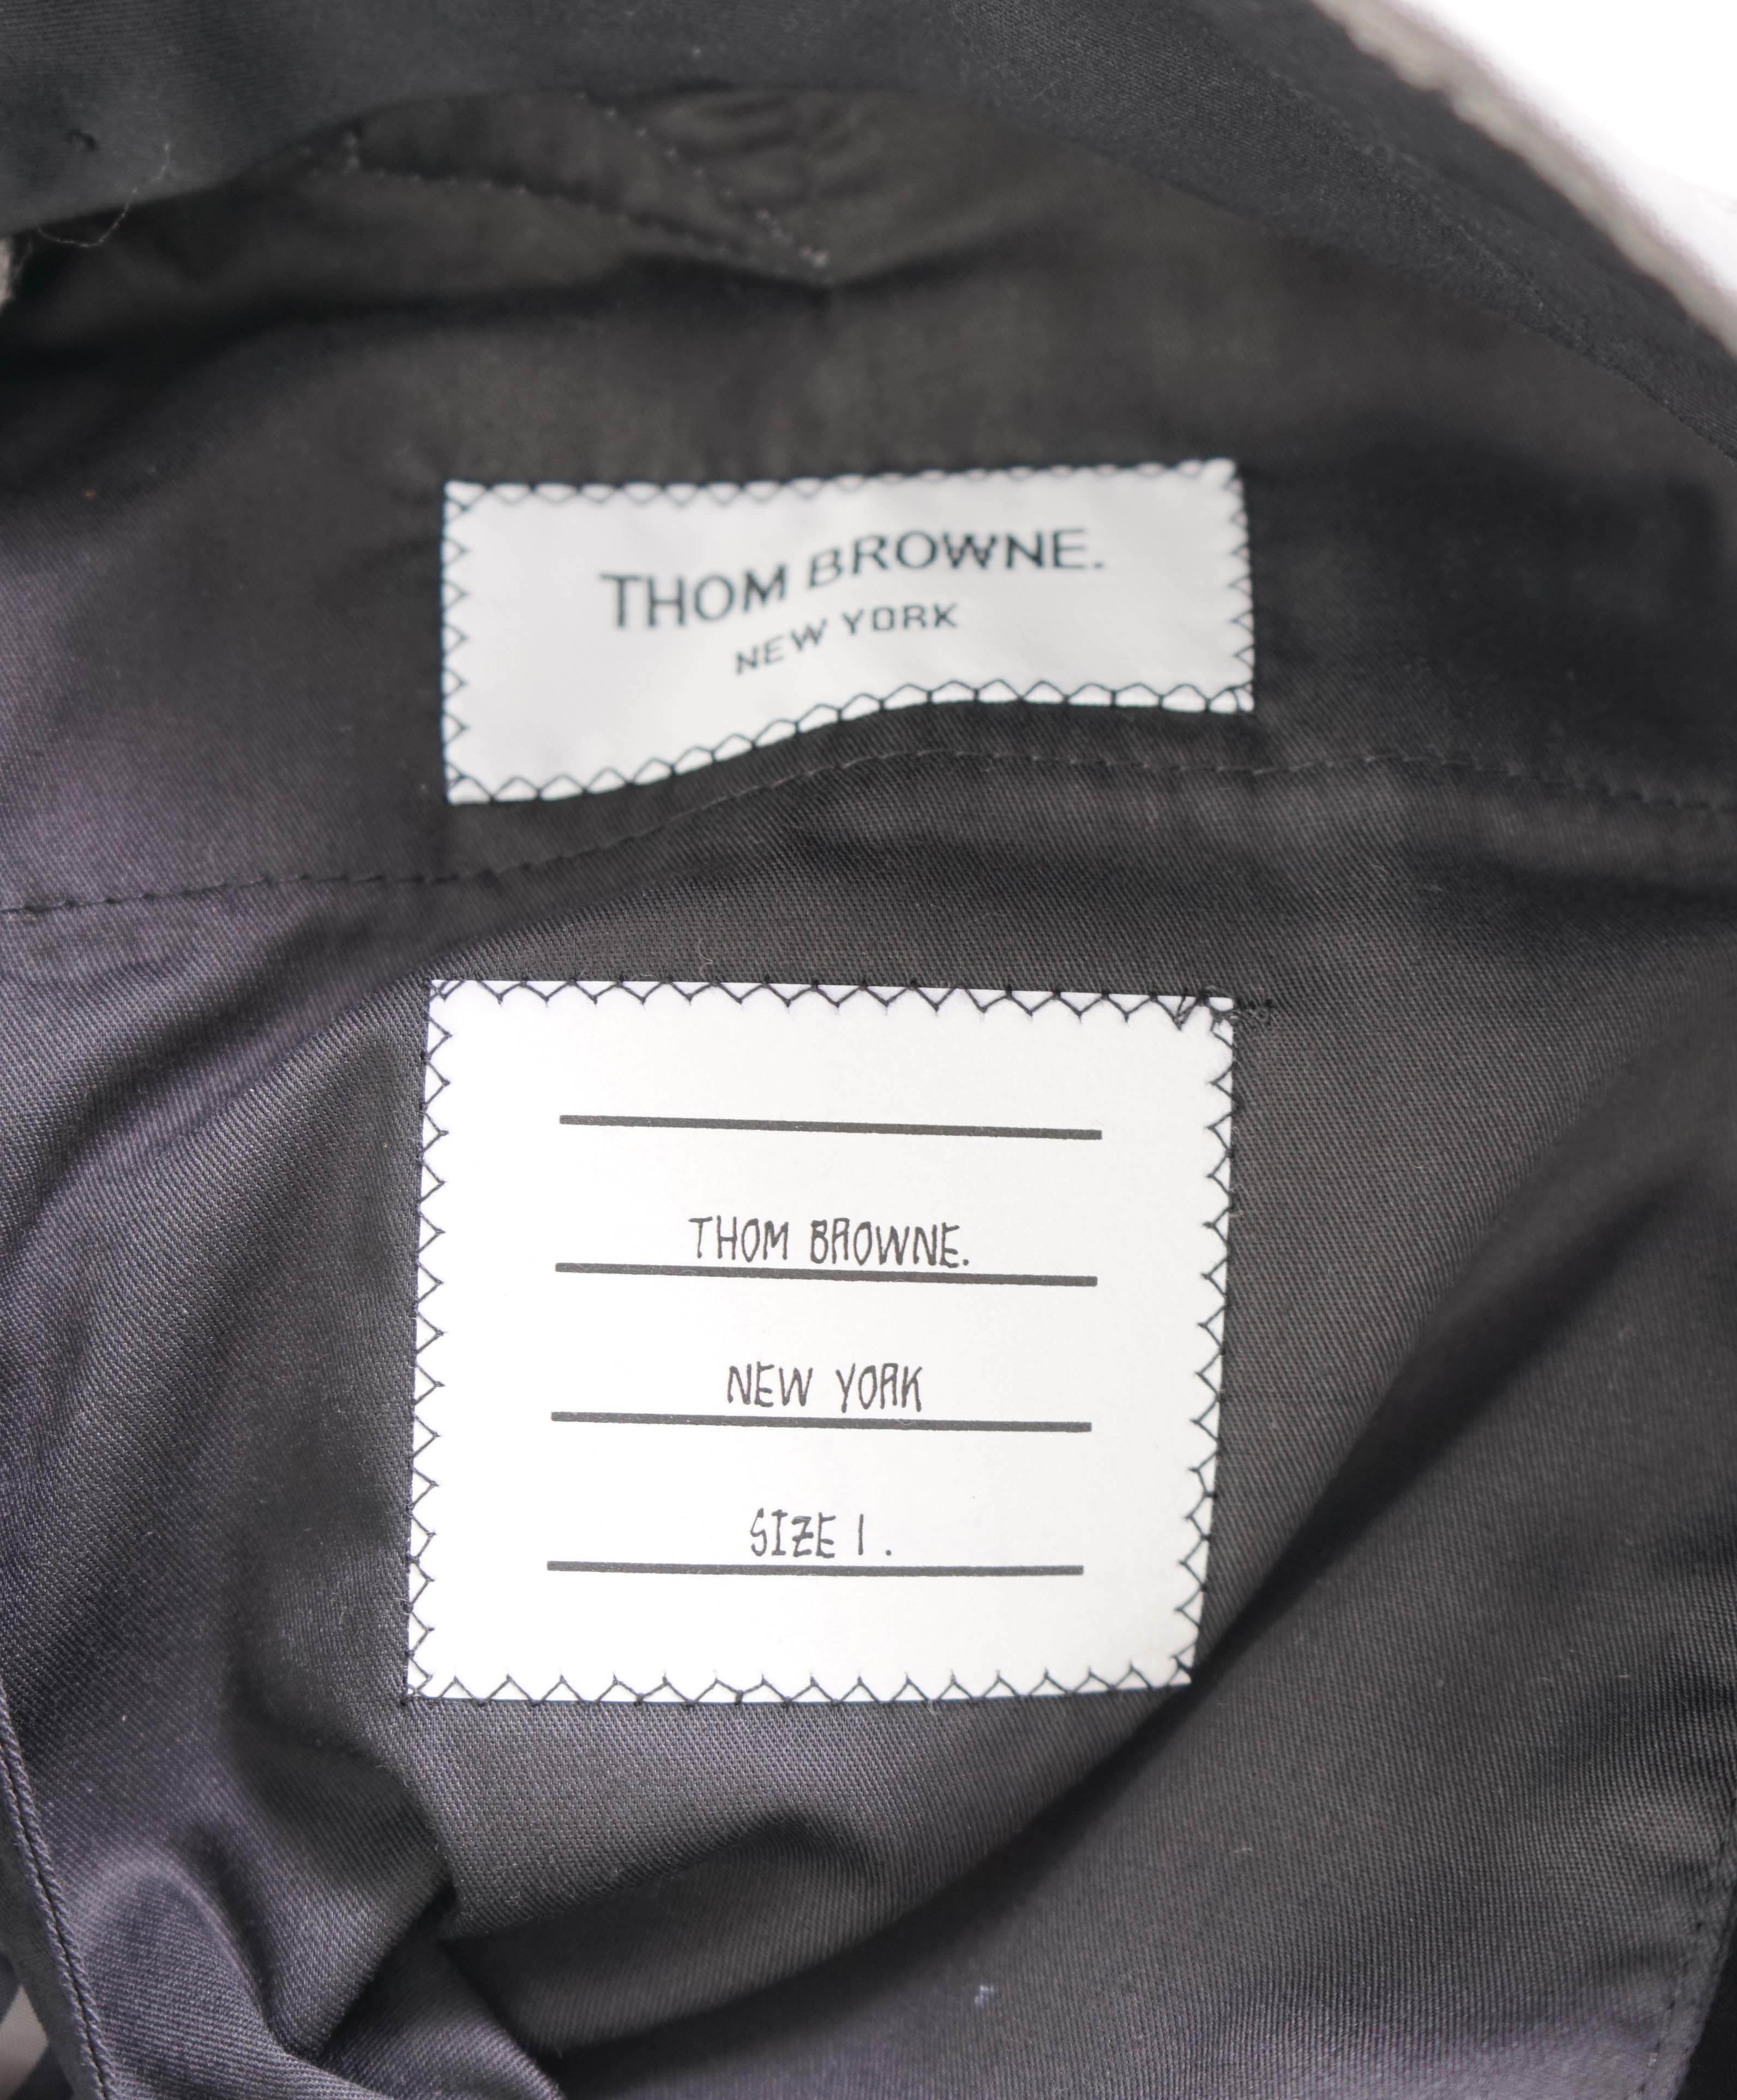 THOM BROWNE.
NEW YORK
THOM BROWNE.
NEW YORK
SIZE 1.